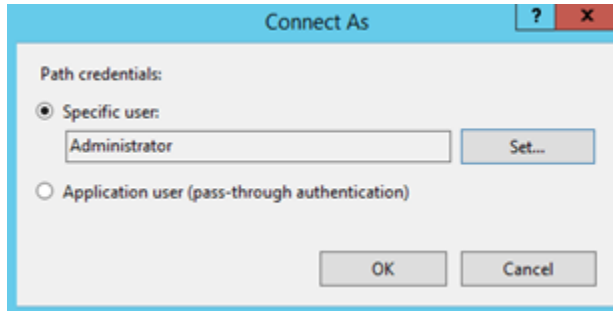 Connect As
?
x
Path credentials:
Specific user:
Administrator
Set...
Application user (pass-through authentication)
OK
Cancel